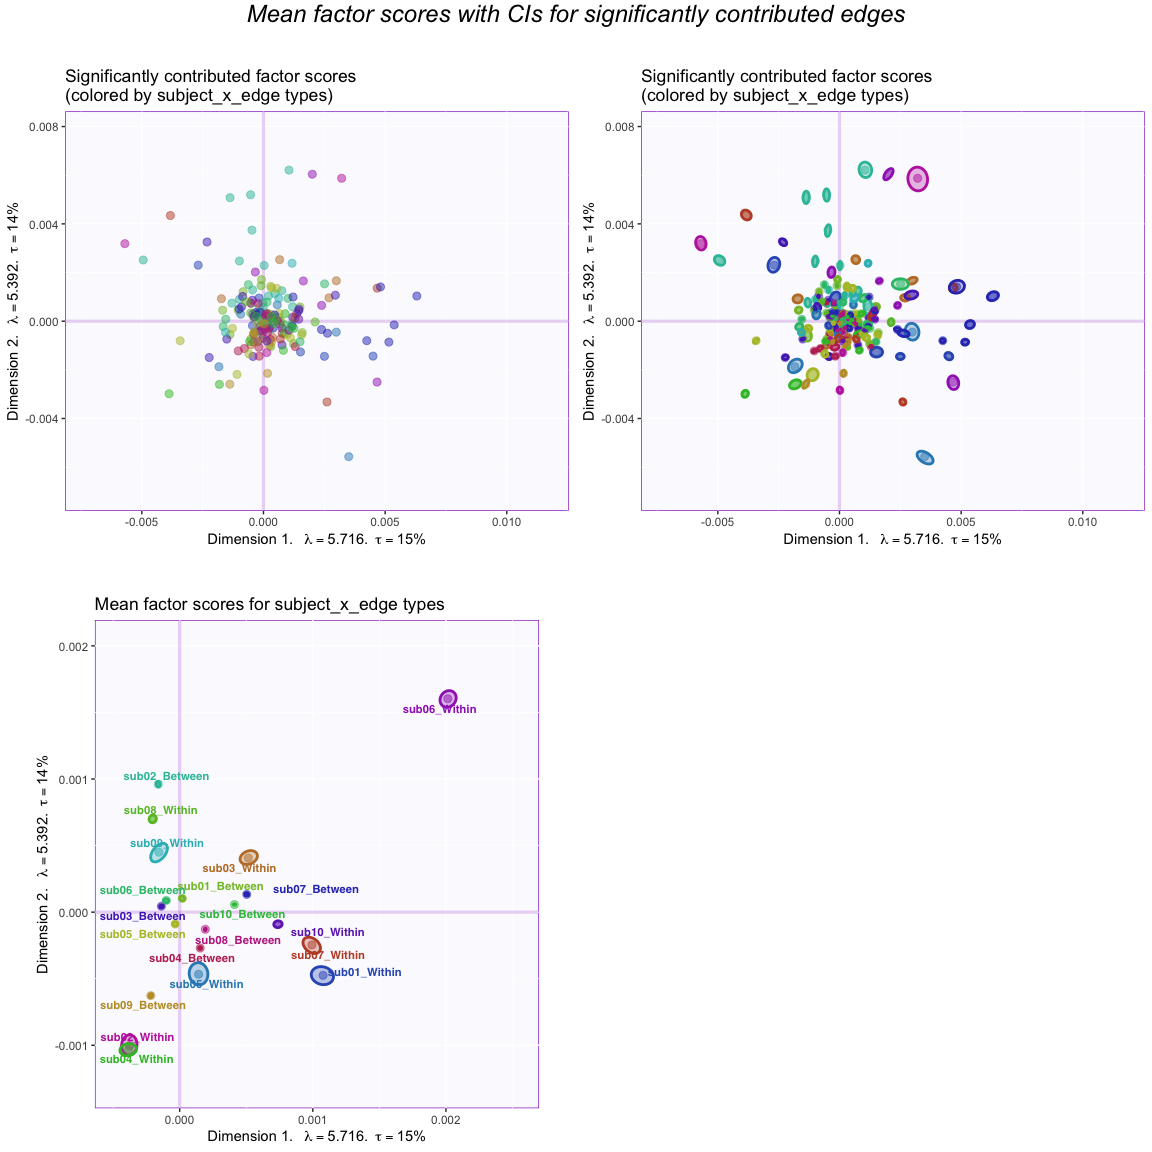 Mean factor scores with CIs for significantly contributed edges
Significantly contributed factor scores
(colored by subject_x_edge types)
0.008
0.004
0.000
-0.004
Dimension 2.  λ = 5.392.  τ = 14%
-0.005
0.000
0.005
0.010
Dimension 1.  λ = 5.716.  τ = 15%
Significantly contributed factor scores
(colored by subject_x_edge types)
0.008
0.004
0.000
-0.004
Dimension 2.  λ = 5.392.  τ = 14%
-0.005
0.000
0.005
0.010
Dimension 1.  λ = 5.716.  τ = 15%
Mean factor scores for subject_x_edge types
0.002
0.001
0.000
-0.001
Dimension 2.  λ = 5.392.  τ = 14%
sub06_Within
sub02_Between
sub08_Within
sub09_Within
sub03_Within
sub06_Between
sub01_Between
sub07_Between
sub03_Between
sub10_Between
sub05_Between
sub10_Within
sub08_Between
sub04_Between
sub07_Within
sub05_Within
sub01_Within
sub09_Between
sub02_Within
sub04_Within
0.000
0.001
0.002
Dimension 1.  λ = 5.716.  τ = 15%